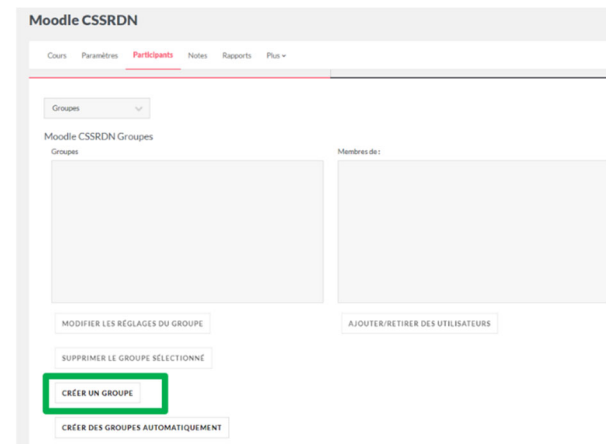 Moodle CSSRDN
Cours Paramètres Participants Notes Rapports Plus
Groupes
Moodle CSSRDN Groupes
Groupes
Membres de :
MODIFIER LES RÉGLAGES DU GROUPE
AJOUTER/RETIRER DES UTILISATEURS
SUPPRIMER LE GROUPE SÉLECTIONNÉ
CRÉER UN GROUPE
CRÉER DES GROUPES AUTOMATIQUEMENT